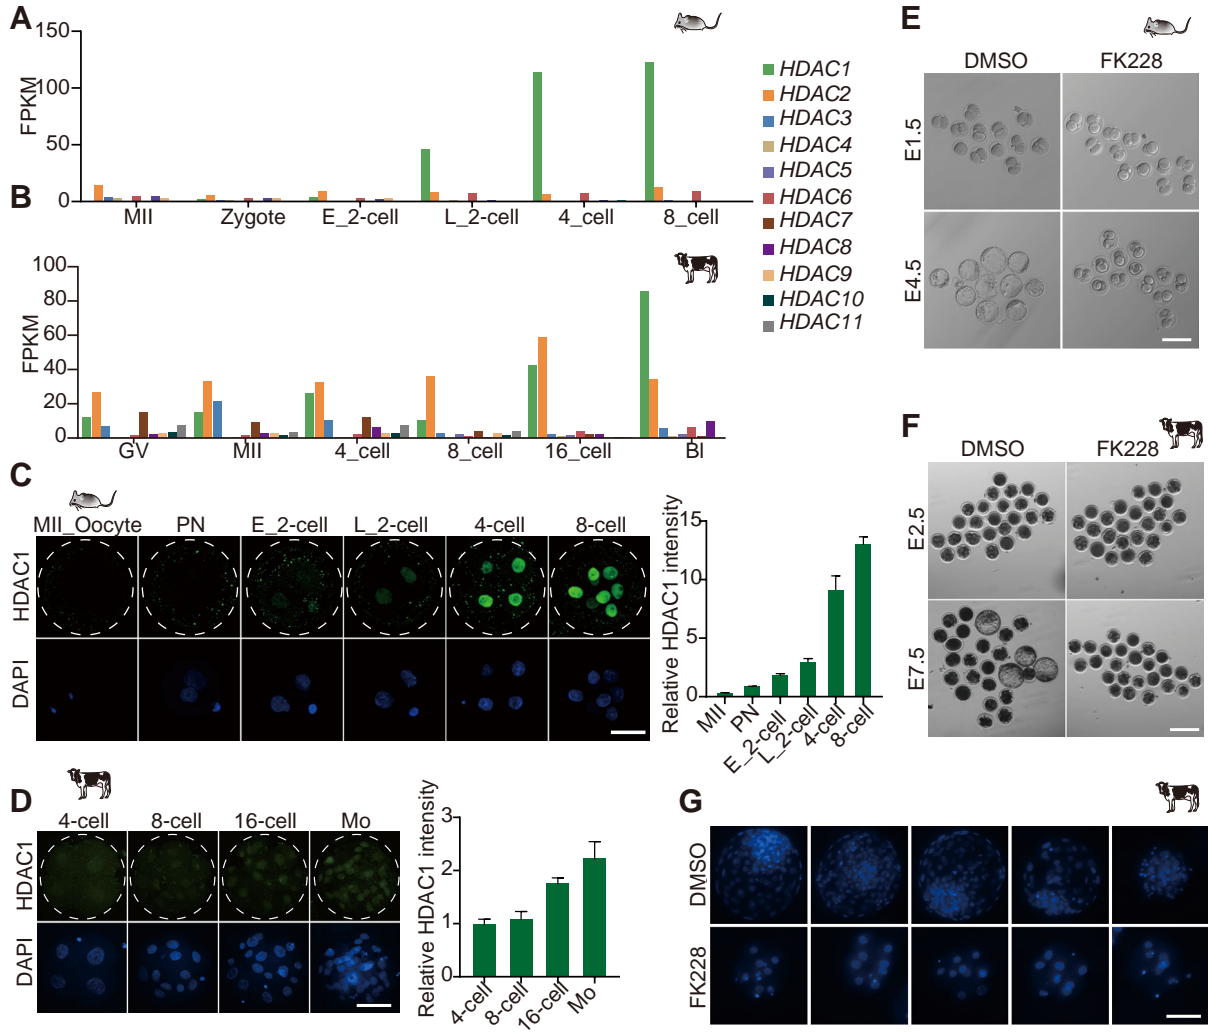 A
150
100
50
0
FPKM
MII
Zygote
E_2-cell
L_2-cell
4_cell
8_cell
HDAC1
HDAC2
HDAC3
HDAC4
HDAC5
HDAC6
HDAC7
HDAC8
HDAC9
HDAC10
HDAC11
B
100
80
60
40
20
0
FPKM
GV
MII
4_cell
8_cell
16_cell
Bl
C
MII_Oocyte
PN
E_2-cell
L_2-cell
4-cell
8-cell
HDAC1
DAPI
Relative HDAC1 intensity
15
10
5
0
MII
PN
E_2-cell
L_2-cell
4-cell
8-cell
D
4-cell
8-cell
16-cell
Mo
HDAC1
DAPI
Relative HDAC1 intensity
3
2
1
0
4-cell
8-cell
16-cell
Mo
E
DMSO
FK228
E1.5
E4.5
F
DMSO
FK228
E2.5
E7.5
G
DMSO
FK228